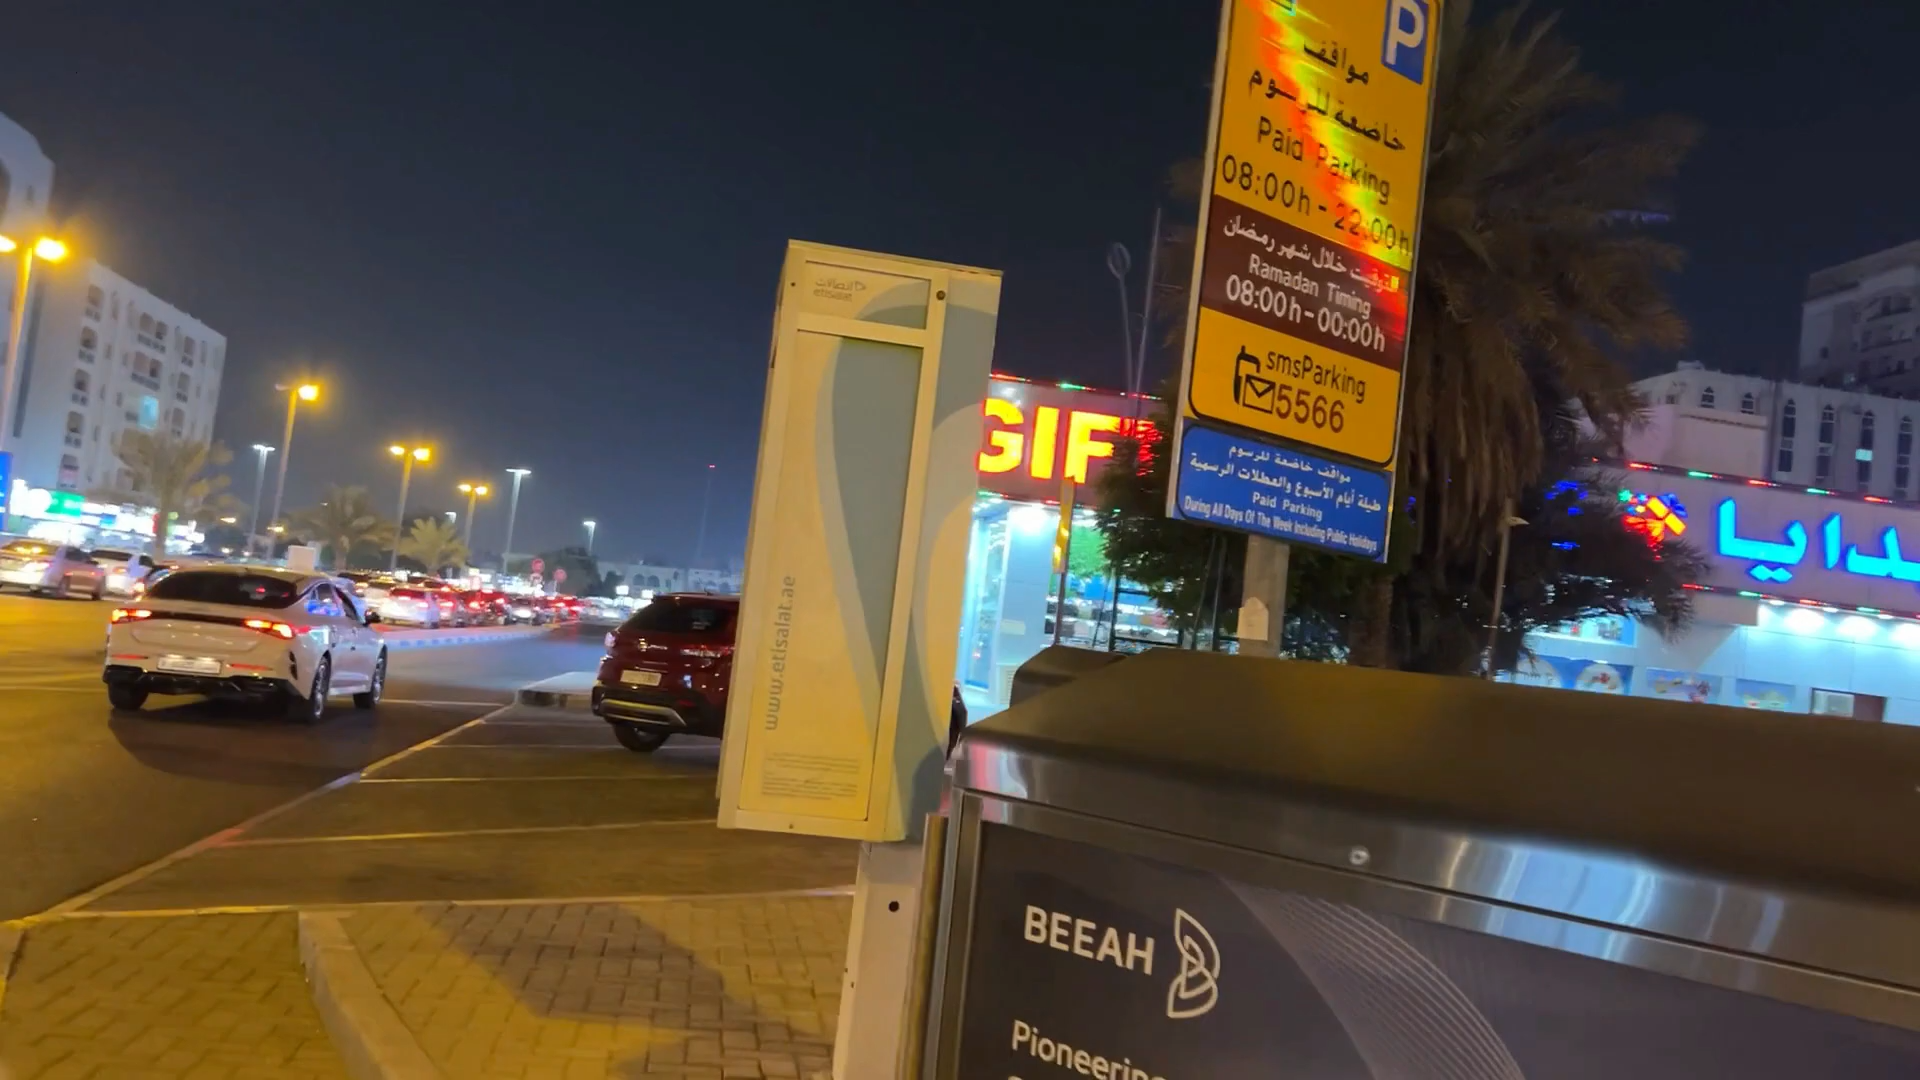 P
مواقف
خاضعة للرسوم
Paid Parking
08:00h - 22:00h
التوقيت خلال شهر رمضان
Ramadan Timing
08:00h - 00:00h
smsParking
5566
مواقف خاضعة للرسوم
طيلة أيام الأسبوع والعطلات الرسمية
Paid Parking
During All Days Of The Week Including Public Holidays
اتصالات
etisalat
www.etisalat.ae
GIF
دايا
BEEAH
Pioneering